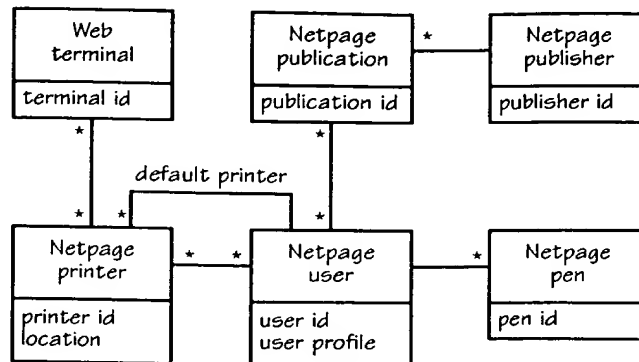 Web
terminal
terminal id
Netpage
publication
publication id
*
Netpage
publisher
publisher id
*
*
default printer
*
*
*
Netpage
printer
printer id
location
*
*
Netpage
user
user id
user profile
*
Netpage
pen
pen id